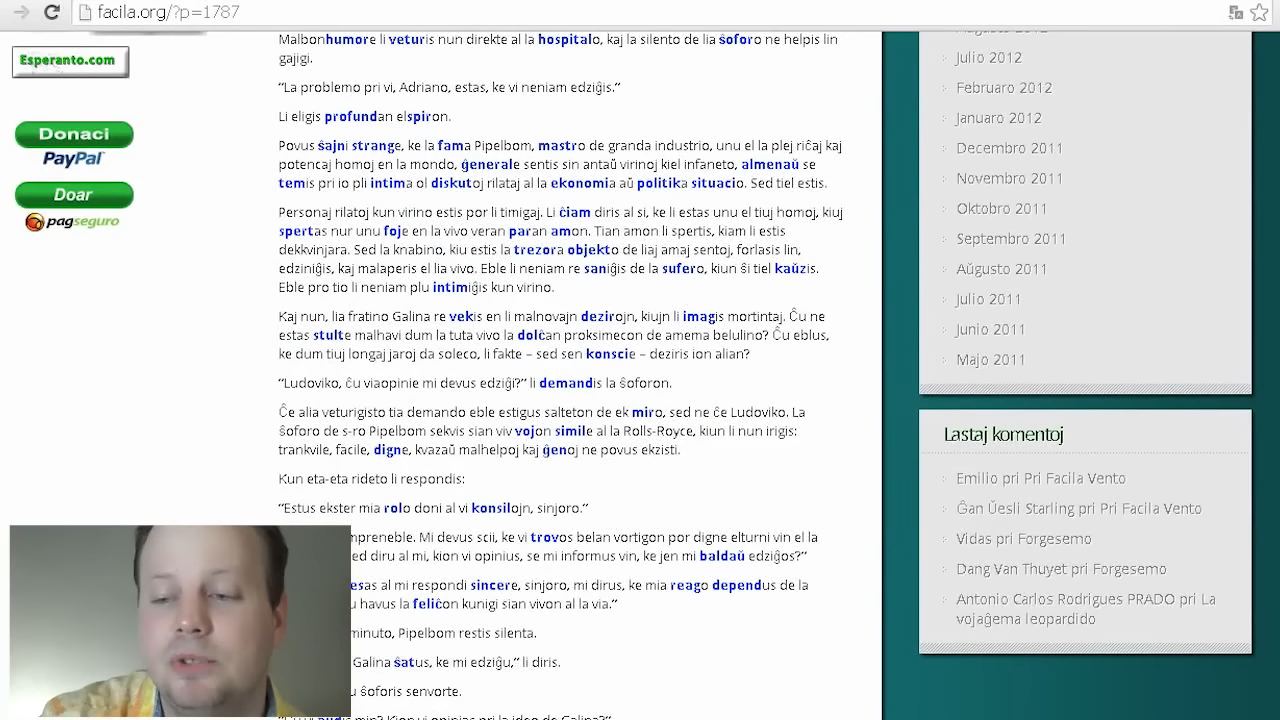 facila.org/?p=1787
Esperanto.com
Donaci
PayPal
Doar
pagseguro
Malbonhumore li veturis nun direkte al la hospitalo, kaj la silento de lia ŝoforo ne helpis lin
gajigi.
“La problemo pri vi, Adriano, estas, ke vi neniam edziĝis.”
Li eligis profundan elspiron.
Povus ŝajni strange, ke la fama Pipelbom, mastro de granda industrio, unu el la plej riĉaj kaj
potencaj homoj en la mondo, ĝenerale sentis sin antaŭ virinoj kiel infaneto, almenaŭ se
temis pri io pli intima ol diskutoj rilataj al la ekonomia aŭ politika situacio. Sed tiel estis.
Personaj rilatoj kun virino estis por li timigaj. Li ĉiam diris al si, ke li estas unu el tiuj homoj, kiuj
spertas nur unu foje en la vivo veran paran amon. Tian amon li spertis, kiam li estis
dekkvinjara. Sed la knabino, kiu estis la trezora objekto de liaj amaj sentoj, forlasis lin,
edziniĝis, kaj malaperis el lia vivo. Eble li neniam re saniĝis de la sufero, kiun ŝi tiel kaŭzis.
Eble pro tio li neniam plu intimiĝis kun virino.
Kaj nun, lia fratino Galina re vekis en li malnovajn dezirojn, kiujn li imagis mortintaj. Ĉu ne
estas stulte malhavi dum la tuta vivo la dolĉan proksimecon de amema belulino? Ĉu eblus,
ke dum tiuj longaj jaroj da soleco, li fakte – sed sen konscie – deziris ion alian?
“Ludoviko, ĉu viaopinie mi devus edziĝi?” li demandis la ŝoforon.
Ĉe alia veturigisto tia demando eble estigus salteton de ek miro, sed ne ĉe Ludoviko. La
ŝoforo de s-ro Pipelbom sekvis sian viv vojon simile al la Rolls-Royce, kiun li nun irigis:
trankvile, facile, digne, kvazaŭ malhelpoj kaj ĝenoj ne povus ekzisti.
Kun eta-eta rideto li respondis:
“Estus ekster mia rolo doni al vi konsilojn, sinjoro.”
mpreneble. Mi devus scii, ke vi trovos belan vortigon por digne elturni vin el la
ed diru al mi, kion vi opinius, se mi informus vin, ke jen mi baldaŭ edziĝos?”
esas al mi respondi sincere, sinjoro, mi dirus, ke mia reago dependus de la
u havus la feliĉon kunigi sian vivon al la via.”
minuto, Pipelbom restis silenta.
Galina ŝatus, ke mi edziĝu,” li diris.
u ŝoforis senvorte.
Julio 2012
Februaro 2012
Januaro 2012
Decembro 2011
Novembro 2011
Oktobro 2011
Septembro 2011
Aŭgusto 2011
Julio 2011
Junio 2011
Majo 2011
Lastaj komentoj
Emilio pri Pri Facila Vento
Ĝan Ŭesli Starling pri Pri Facila Vento
Vidas pri Forgesemo
Dang Van Thuyet pri Forgesemo
Antonio Carlos Rodrigues PRADO pri La
vojaĝema leopardido